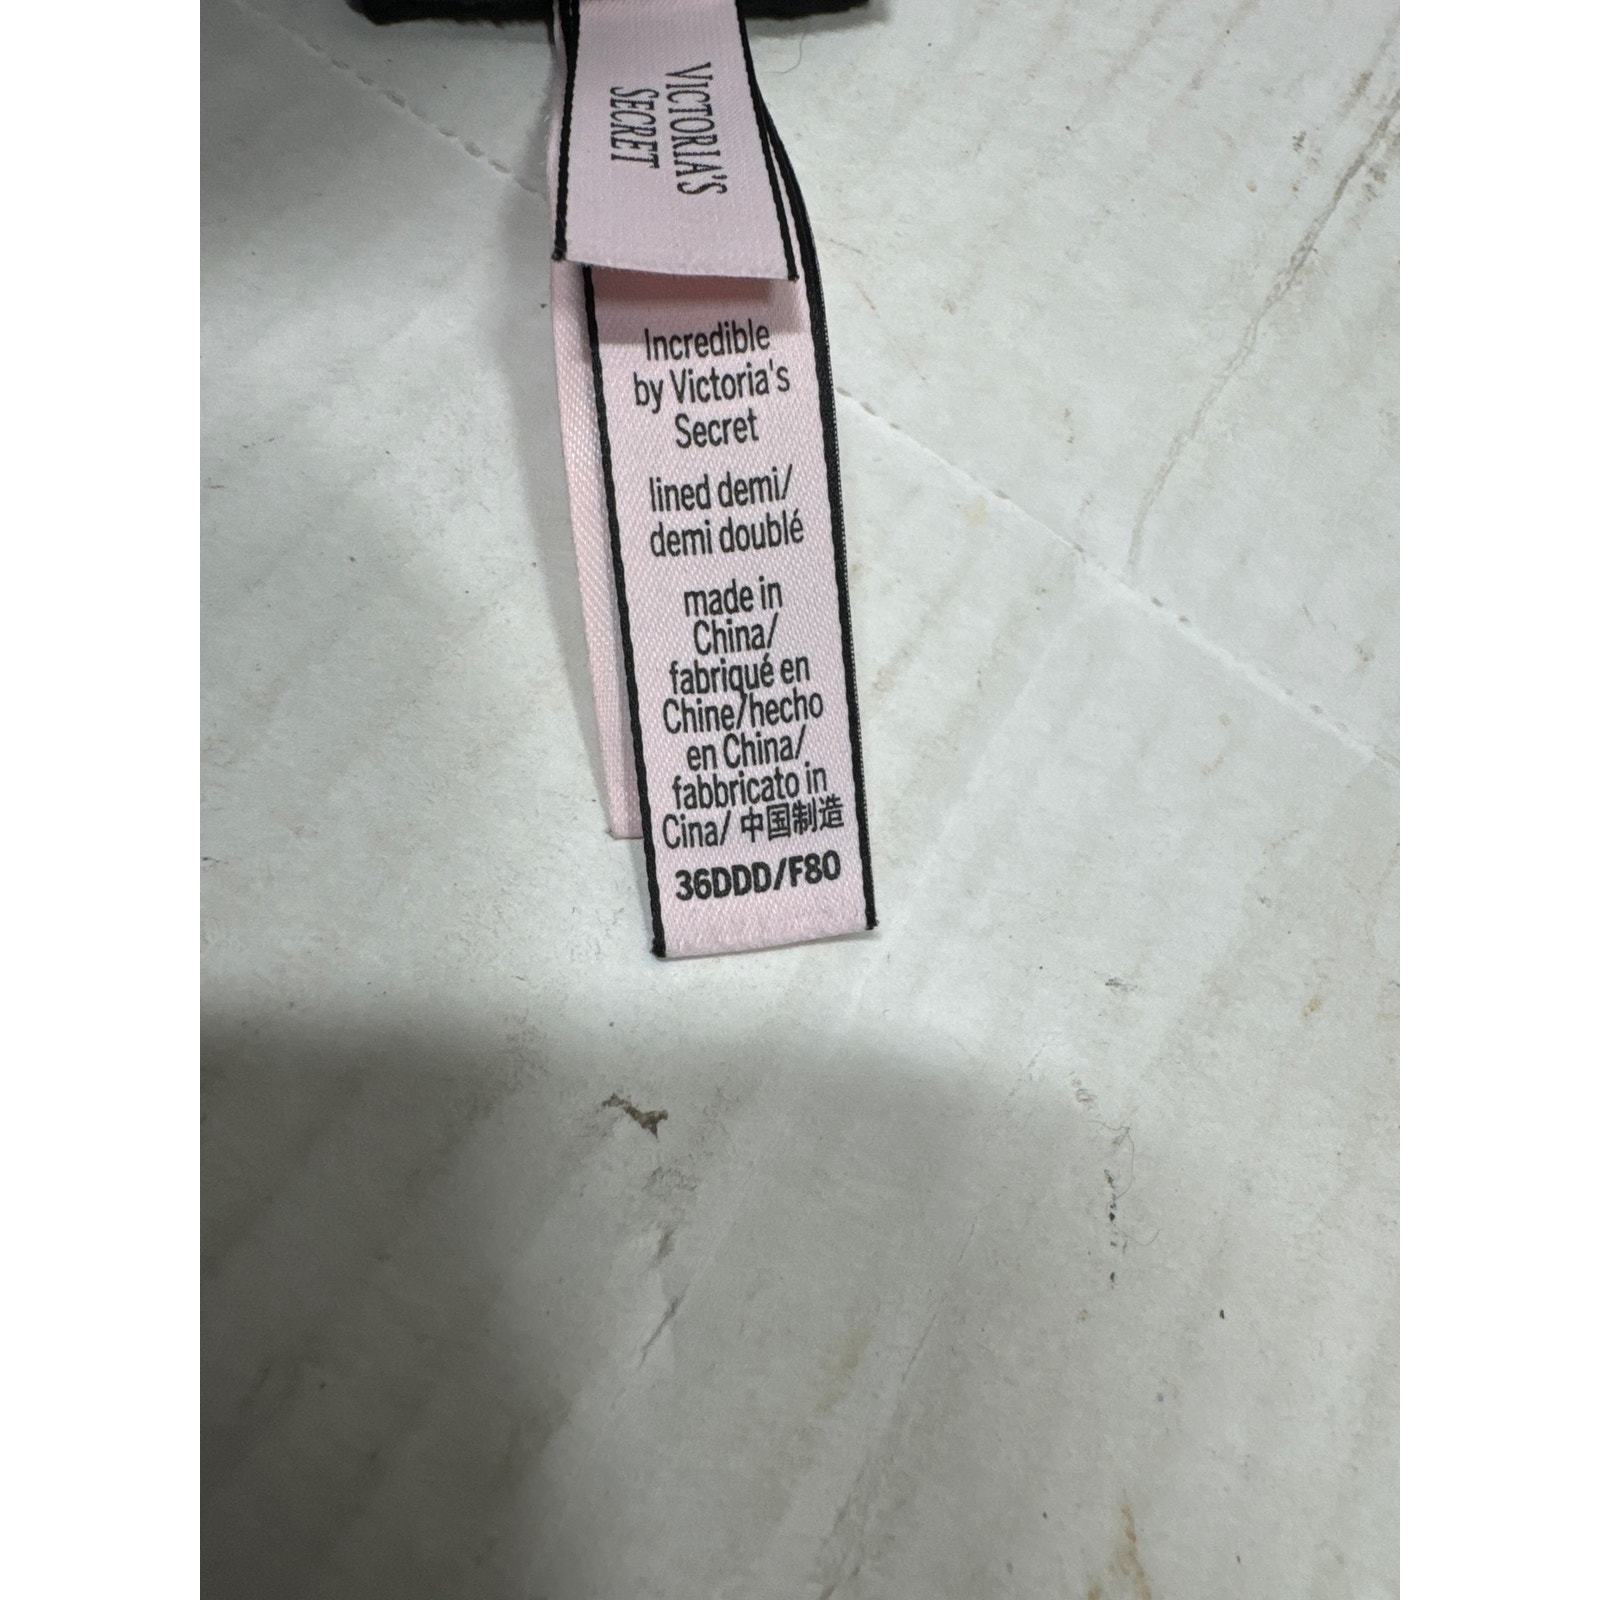 VICTORIA'S
SECRET
Incredible
by Victoria's
Secret
lined demi/
demi doublé
made in
China/
fabriqué en
Chine/hecho
en China/
fabbricato in
Cina/ 中国制造
36DDD/F80